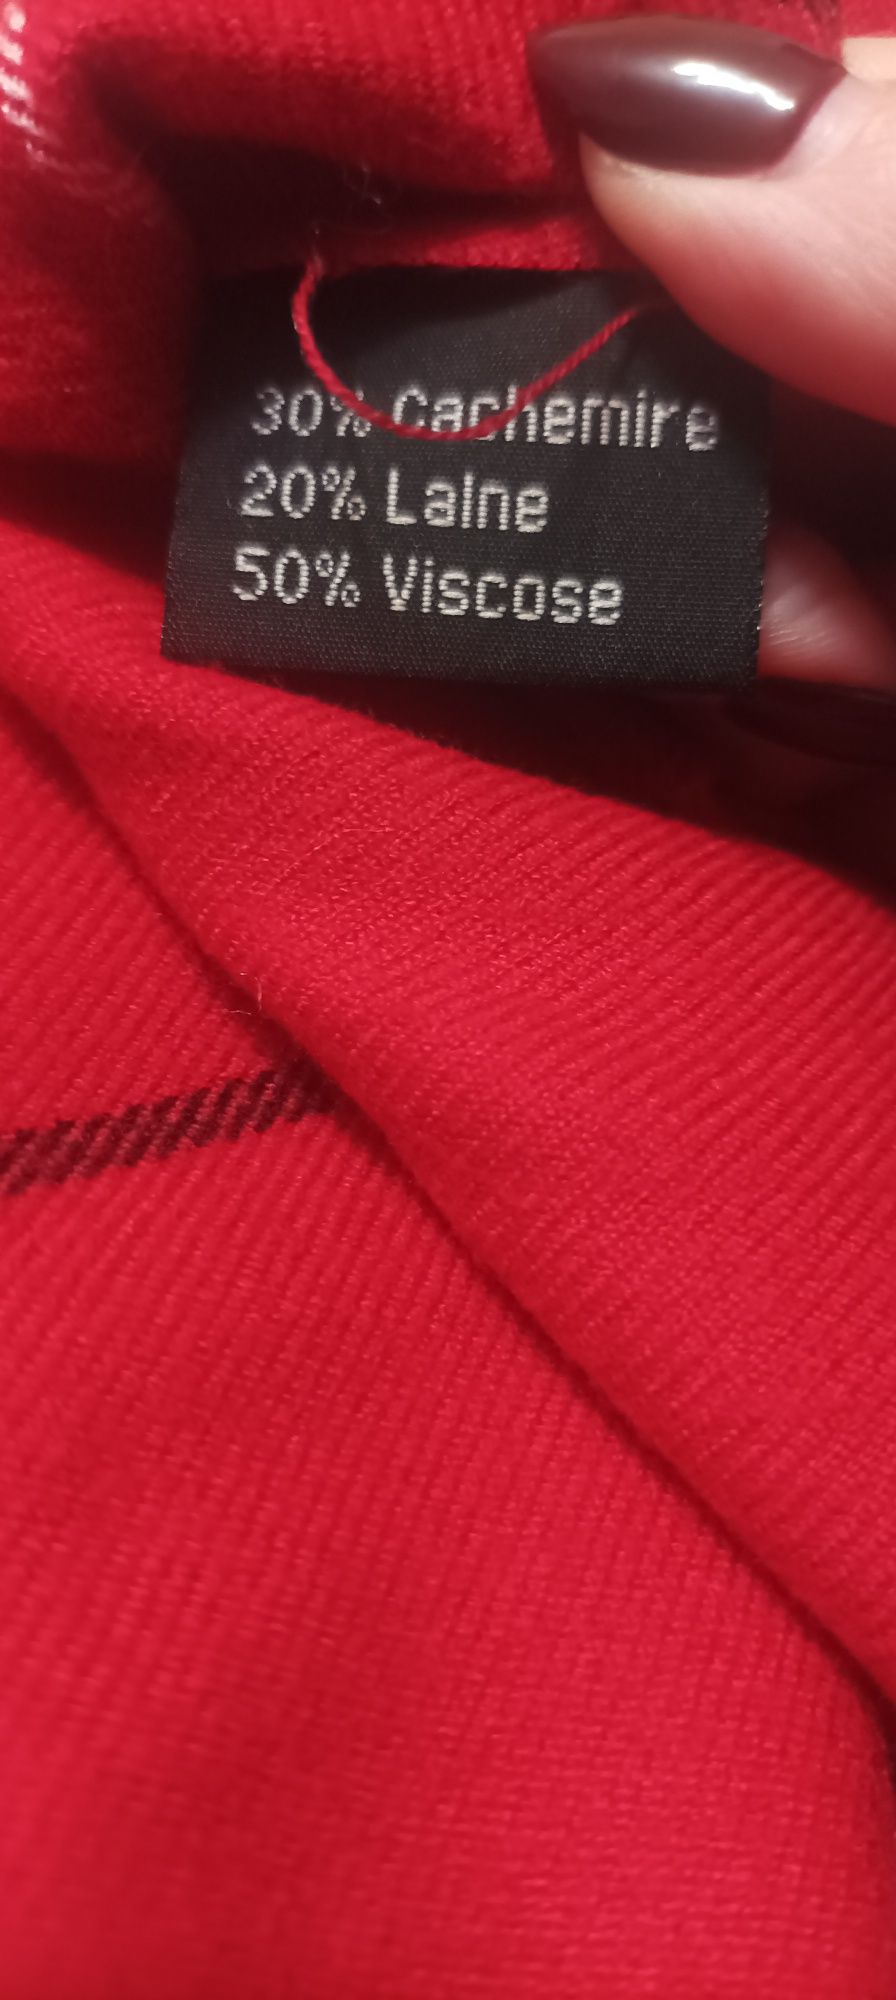 30% Cachemire
20% Laine
50% Viscose